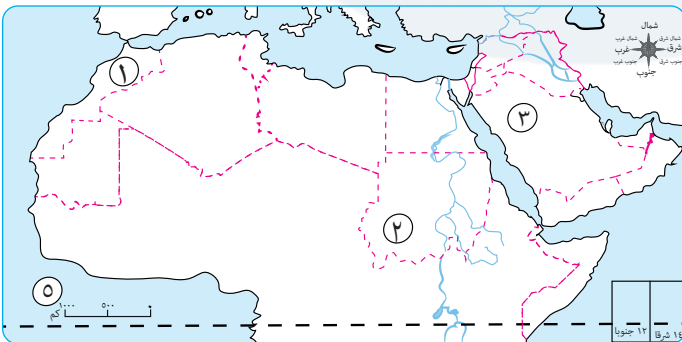 شمال
شمال غرب
شمال شرق
غرب
شرق
جنوب غرب
جنوب شرق
جنوب
١
٣
٢
٥
١٠٠٠ ٥٠٠ ٠
كم
١٢ جنوبا
١٤ شرقا